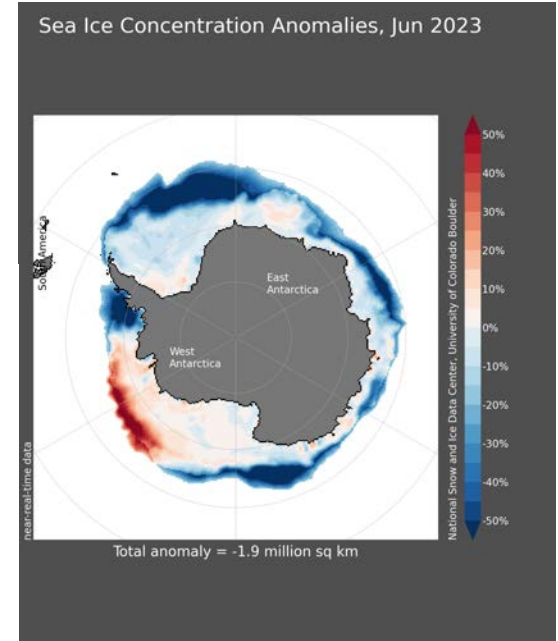 Sea Ice Concentration Anomalies, Jun 2023
South America
East
Antarctica
West
Antarctica
near-real-time data
50%
40%
30%
20%
10%
0%
-10%
-20%
-30%
-40%
-50%
National Snow and Ice Data Center, University of Colorado Boulder
Total anomaly = -1.9 million sq km